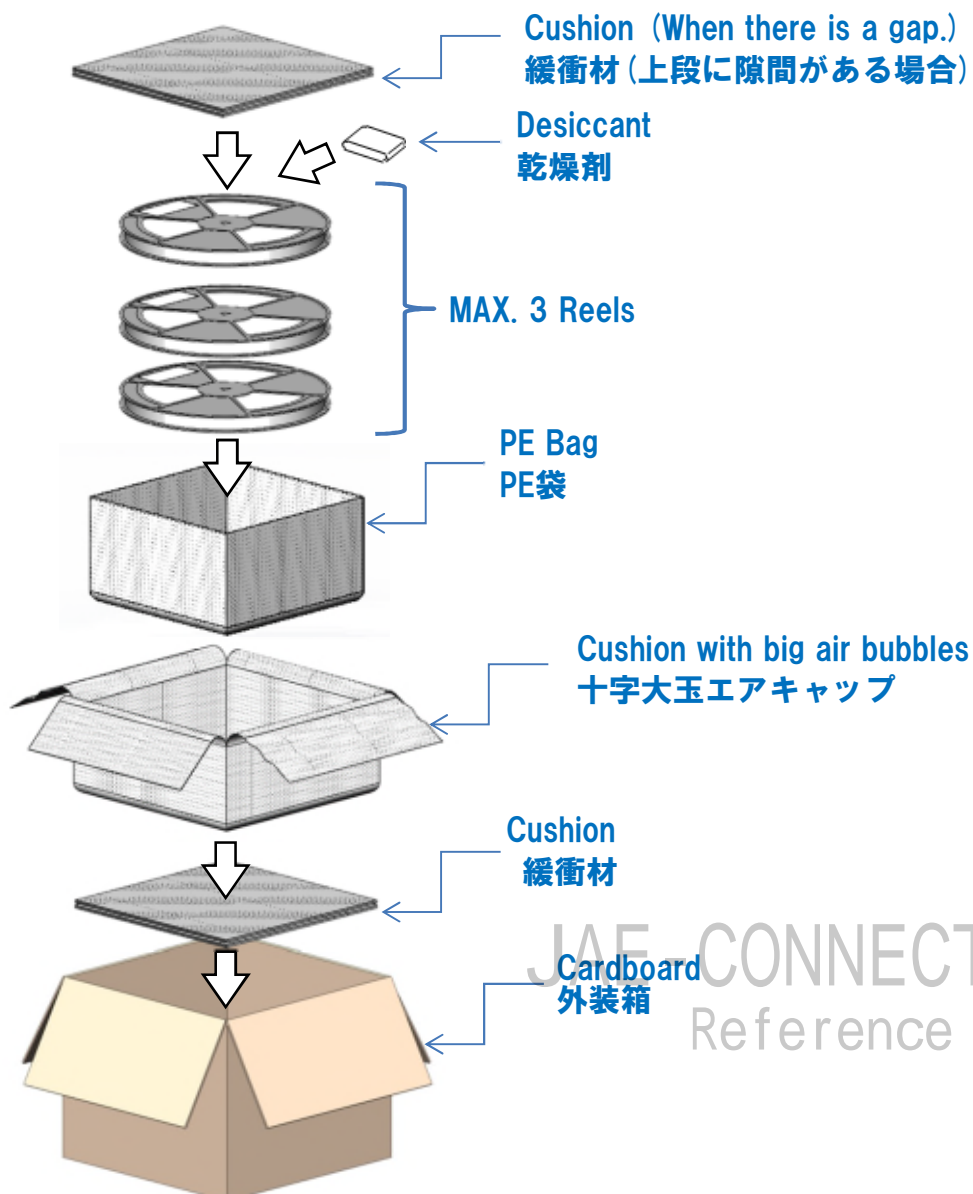 Cushion (When there is a gap.)
緩衝材(上段に隙間がある場合)
Desiccant
乾燥剤
MAX. 3 Reels
PE Bag
PE袋
Cushion with big air bubbles
十字大玉エアキャップ
Cushion
緩衝材
JAE-CONNECT
Cardboard
外装箱
Reference